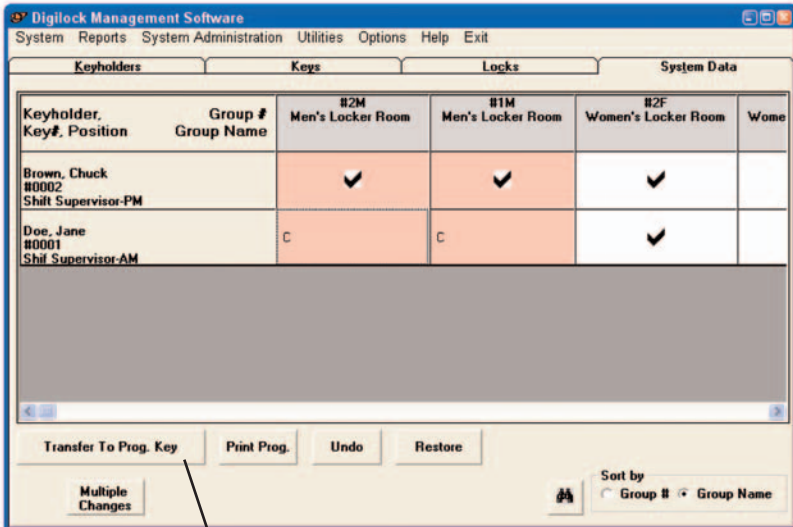 Digilock Management Software
System Reports System Administration Utilities Options Help Exit
Keyholders Keys Locks System Data
Keyholder, Group #
Key#, Position Group Name
#2M
Men's Locker Room
#1M
Men's Locker Room
#2F
Women's Locker Room
Wome
Brown, Chuck
#0002
Shift Supervisor-PM
Doe, Jane
#0001
Shif Supervisor-AM
C
C
Transfer To Prog. Key Print Prog. Undo Restore
Multiple
Changes
Sort by
Group # Group Name